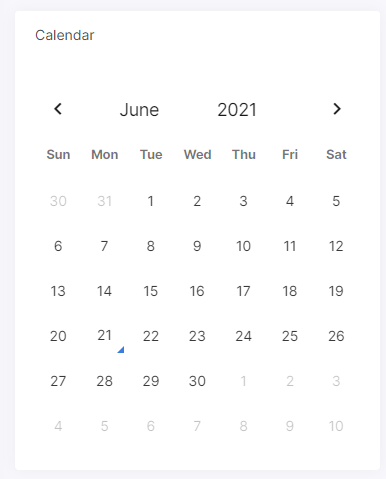 Calendar
June 2021
Sun Mon Tue Wed Thu Fri Sat
30 31 1 2 3 4 5
6 7 8 9 10 11 12
13 14 15 16 17 18 19
20 21 22 23 24 25 26
27 28 29 30 1 2 3
4 5 6 7 8 9 10